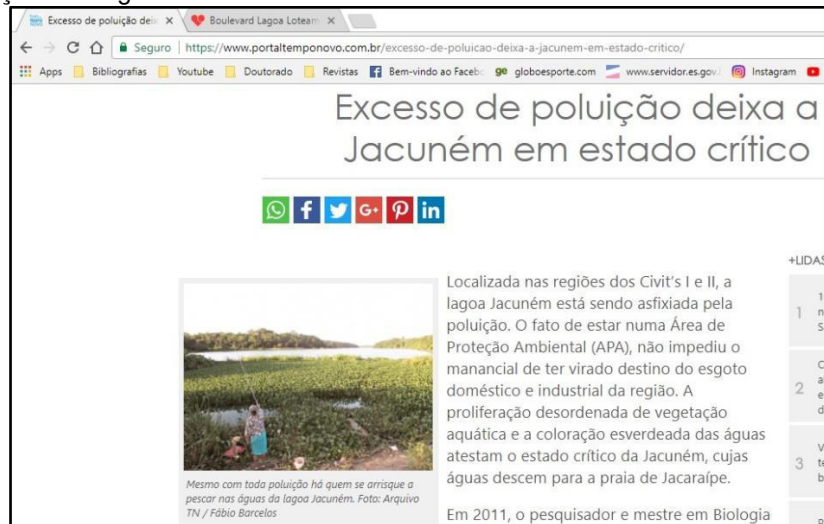 Excesso de poluição deix
Boulevard Lagoa Loteam
Seguro | https://www.portaltemponovo.com.br/excesso-de-poluicao-deixa-a-jacunem-em-estado-critico/
Apps Bibliografias Youtube Doutorado Revistas Bem-vindo ao Faceb globoesporte.com www.servidor.es.gov. Instagram
Excesso de poluição deixa a
Jacuném em estado crítico
+LIDAS
Localizada nas regiões dos Civit's I e II, a
lagoa Jacuném está sendo asfixiada pela
poluição. O fato de estar numa Área de
Proteção Ambiental (APA), não impediu o
manancial de ter virado destino do esgoto
doméstico e industrial da região. A
proliferação desordenada de vegetação
aquática e a coloração esverdeada das águas
atestam o estado crítico da Jacuném, cujas
águas descem para a praia de Jacaraípe.
Em 2011, o pesquisador e mestre em Biologia
Mesmo com toda poluição há quem se arrisque a
pescar nas águas da lagoa Jacuném. Foto: Arquivo
TN / Fábio Barcelos
1
2
3